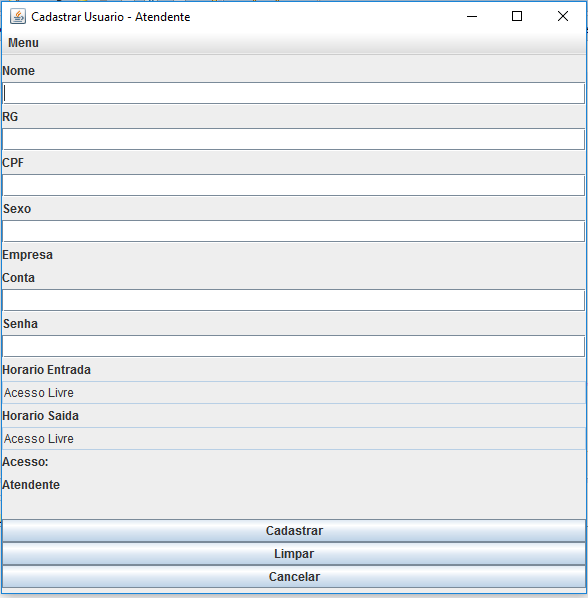 Cadastrar Usuario - Atendente
Menu
Nome
RG
CPF
Sexo
Empresa
Conta
Senha
Horario Entrada
Acesso Livre
Horario Saida
Acesso Livre
Acesso:
Atendente
Cadastrar
Limpar
Cancelar